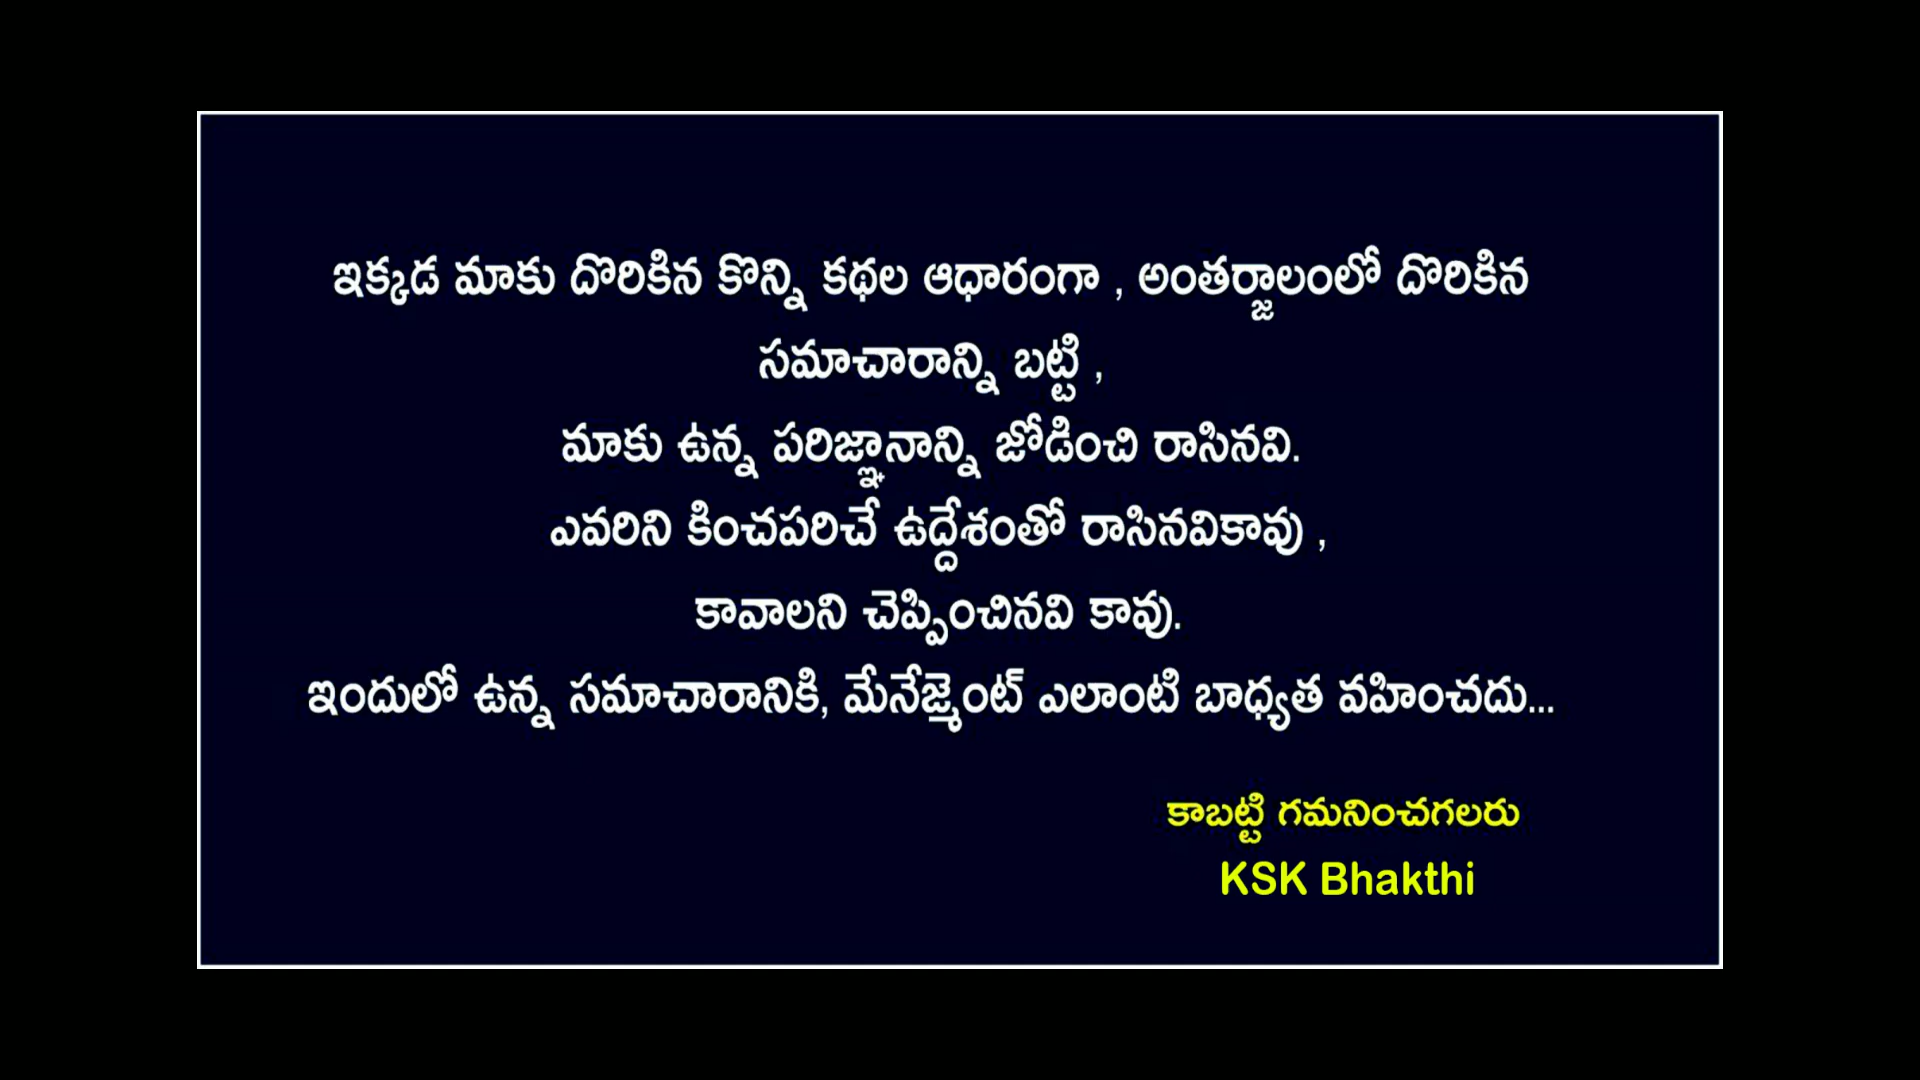 ఇక్కడ మాకు దొరికిన కొన్ని కథల ఆధారంగా , అంతర్జాలంలో దొరికిన
సమాచారాన్ని బట్టి ,
మాకు ఉన్న పరిజ్ఞానాన్ని జోడించి రాసినవి.
ఎవరిని కించపరిచే ఉద్దేశంతో రాసినవికావు ,
కావాలని చెప్పించినవి కావు.
ఇందులో ఉన్న సమాచారానికి, మేనేజ్మెంట్ ఎలాంటి బాధ్యత వహించదు...
కాబట్టి గమనించగలరు
KSK Bhakthi